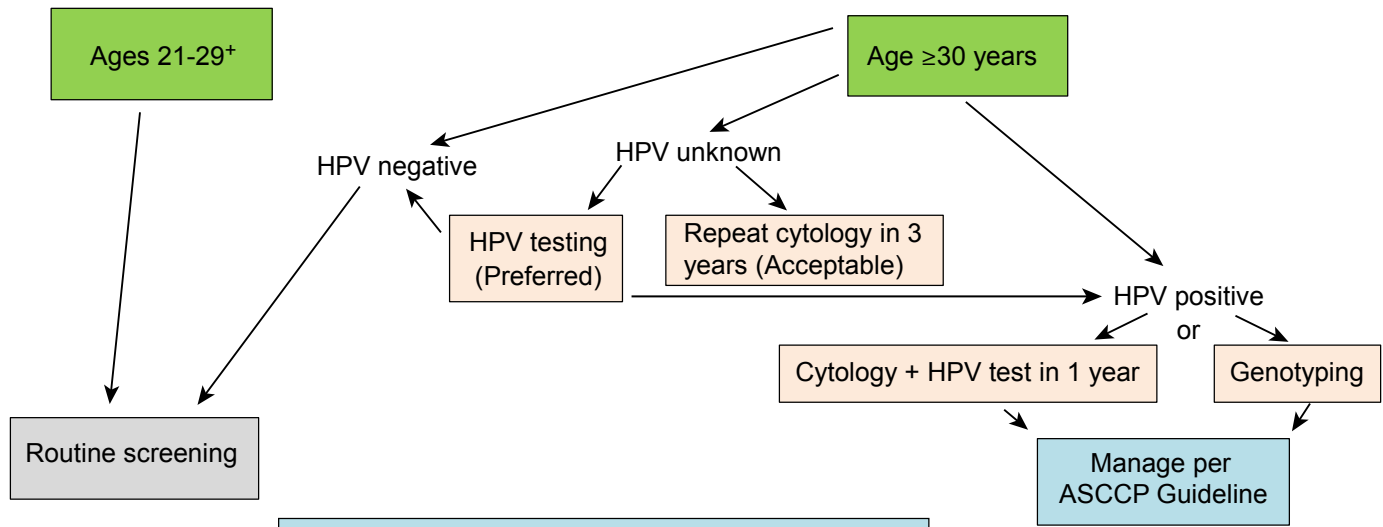 Ages 21-29+
Age ≥30 years
HPV unknown
HPV negative
HPV testing
(Preferred)
Repeat cytology in 3
years (Acceptable)
HPV positive
or
Cytology + HPV test in 1 year
Genotyping
Routine screening
Manage per
ASCCP Guideline